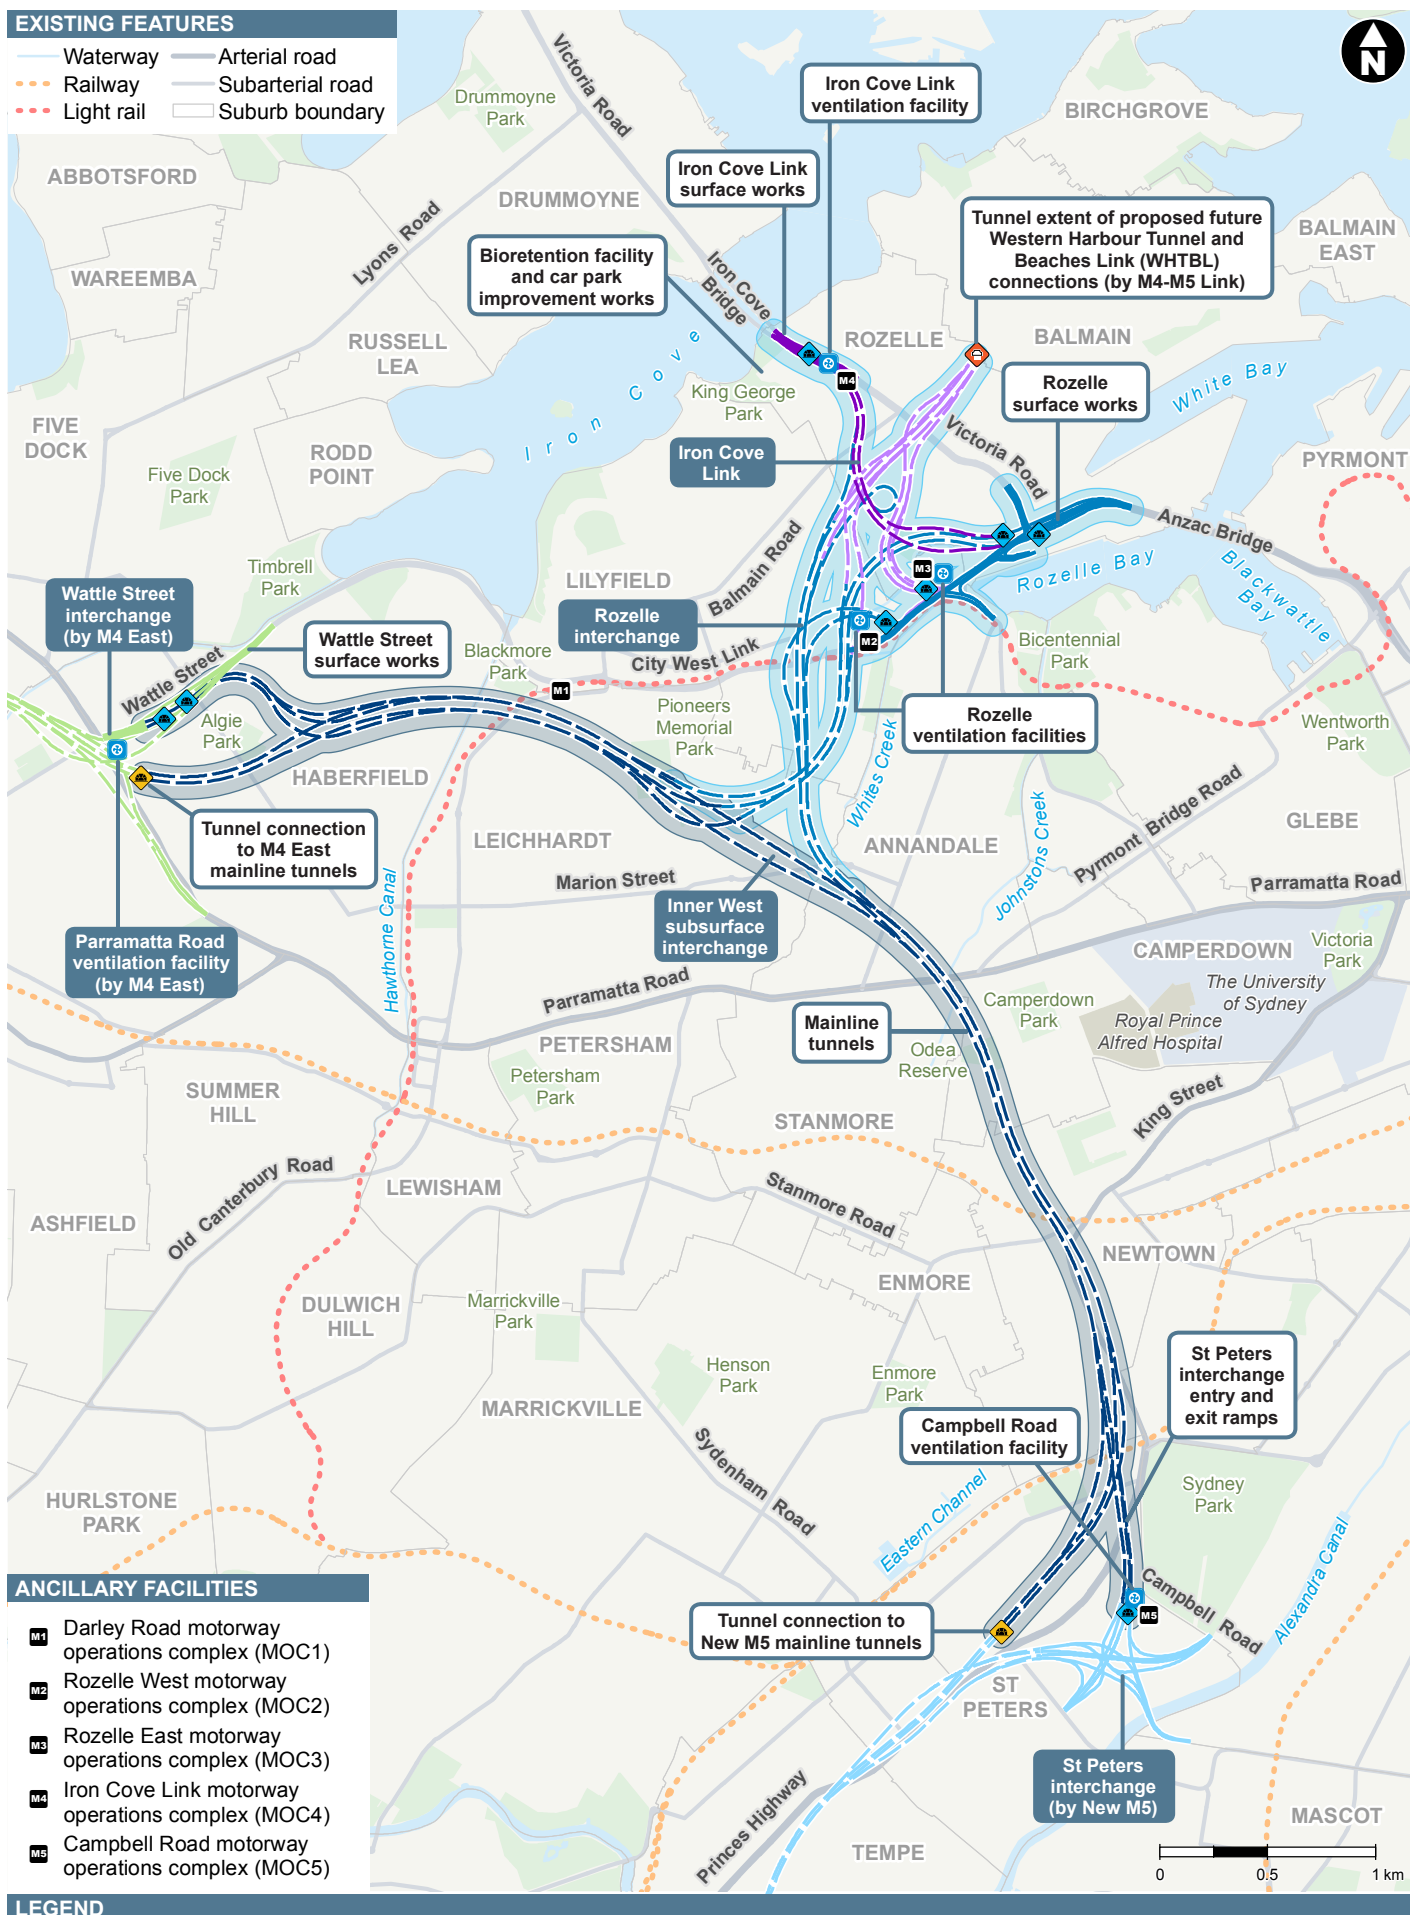 EXISTING FEATURES
Waterway
Arterial road
Railway
Subarterial road
Light rail
Suburb boundary
N
Victoria Road
Drummoyne
Park
Iron Cove Link
ventilation facility
BIRCHGROVE
ABBOTSFORD
Iron Cove Link
surface works
DRUMMOYNE
Lyons Road
Tunnel extent of proposed future
Western Harbour Tunnel and
Beaches Link (WHTBL)
connections (by M4-M5 Link)
BALMAIN
EAST
WAREEMBA
Bioretention facility
and car park
improvement works
Iron Cove
Bridge
RUSSELL
LEA
ROZELLE
BALMAIN
Iron Cove
M4
King George
Park
Rozelle
surface works
White Bay
FIVE
DOCK
RODD
POINT
Five Dock
Park
Iron Cove
Link
Victoria Road
PYRMONT
Anzac Bridge
Timbrell
Park
LILYFIELD
Balmain Road
M3
Rozelle Bay
Blackwattle
Bay
Wattle Street
interchange
(by M4 East)
Wattle Street
surface works
Rozelle
interchange
M2
Bicentennial
Park
Blackmore
Park
City West Link
Wattle Street
M1
Algie
Park
Pioneers
Memorial
Park
Rozelle
ventilation facilities
Wentworth
Park
HABERFIELD
Whites Creek
Tunnel connection
to M4 East
mainline tunnels
LEICHHARDT
ANNANDALE
Johnstons Creek
Pyrmont Bridge Road
GLEBE
Marion Street
Parramatta Road
Hawthorne Canal
Inner West
subsurface
interchange
Parramatta Road
ventilation facility
(by M4 East)
CAMPERDOWN
Victoria
Park
The University
of Sydney
Parramatta Road
Camperdown
Park
Royal Prince
Alfred Hospital
Mainline
tunnels
PETERSHAM
Odea
Reserve
Petersham
Park
SUMMER
HILL
King Street
STANMORE
Old Canterbury Road
LEWISHAM
Stanmore Road
ASHFIELD
NEWTOWN
ENMORE
DULWICH
HILL
Marrickville
Park
Henson
Park
Enmore
Park
St Peters
interchange
entry and
exit ramps
MARRICKVILLE
Campbell Road
ventilation facility
Sydenham Road
Sydney
Park
HURLSTONE
PARK
Eastern Channel
Alexandra Canal
Campbell Road
M5
Tunnel connection to
New M5 mainline tunnels
ST
PETERS
St Peters
interchange
(by New M5)
Princes Highway
MASCOT
TEMPE
0
0.5
1 km
ANCILLARY FACILITIES
M1
Darley Road motorway
operations complex (MOC1)
M2
Rozelle West motorway
operations complex (MOC2)
M3
Rozelle East motorway
operations complex (MOC3)
M4
Iron Cove Link motorway
operations complex (MOC4)
M5
Campbell Road motorway
operations complex (MOC5)
LEGEND